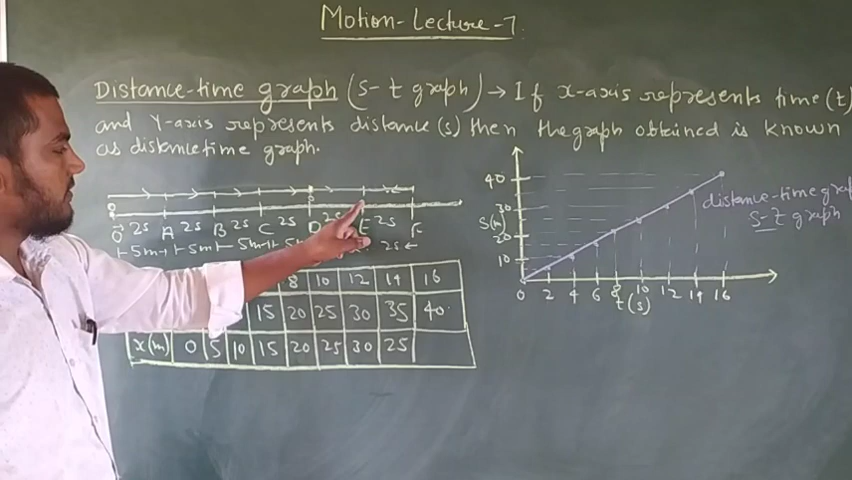 Motion-Lecture-7
Distance-time graph (s-t graph) → If x-axis represents time (t)
and Y-axis represents distance (s) then the graph obtained is known
as distance time graph.
O 2s A 2s B 2s C 2s D 2s E 2s F
5m 5m 5m 5m 2s
8 10 12 14 16
15 20 25 30 35 40
x(m) 0 5 10 15 20 25 30 25
40
30
S(m)
20
10
0 2 4 6 8 10 12 14 16
t(s)
distance-time
s-t graph